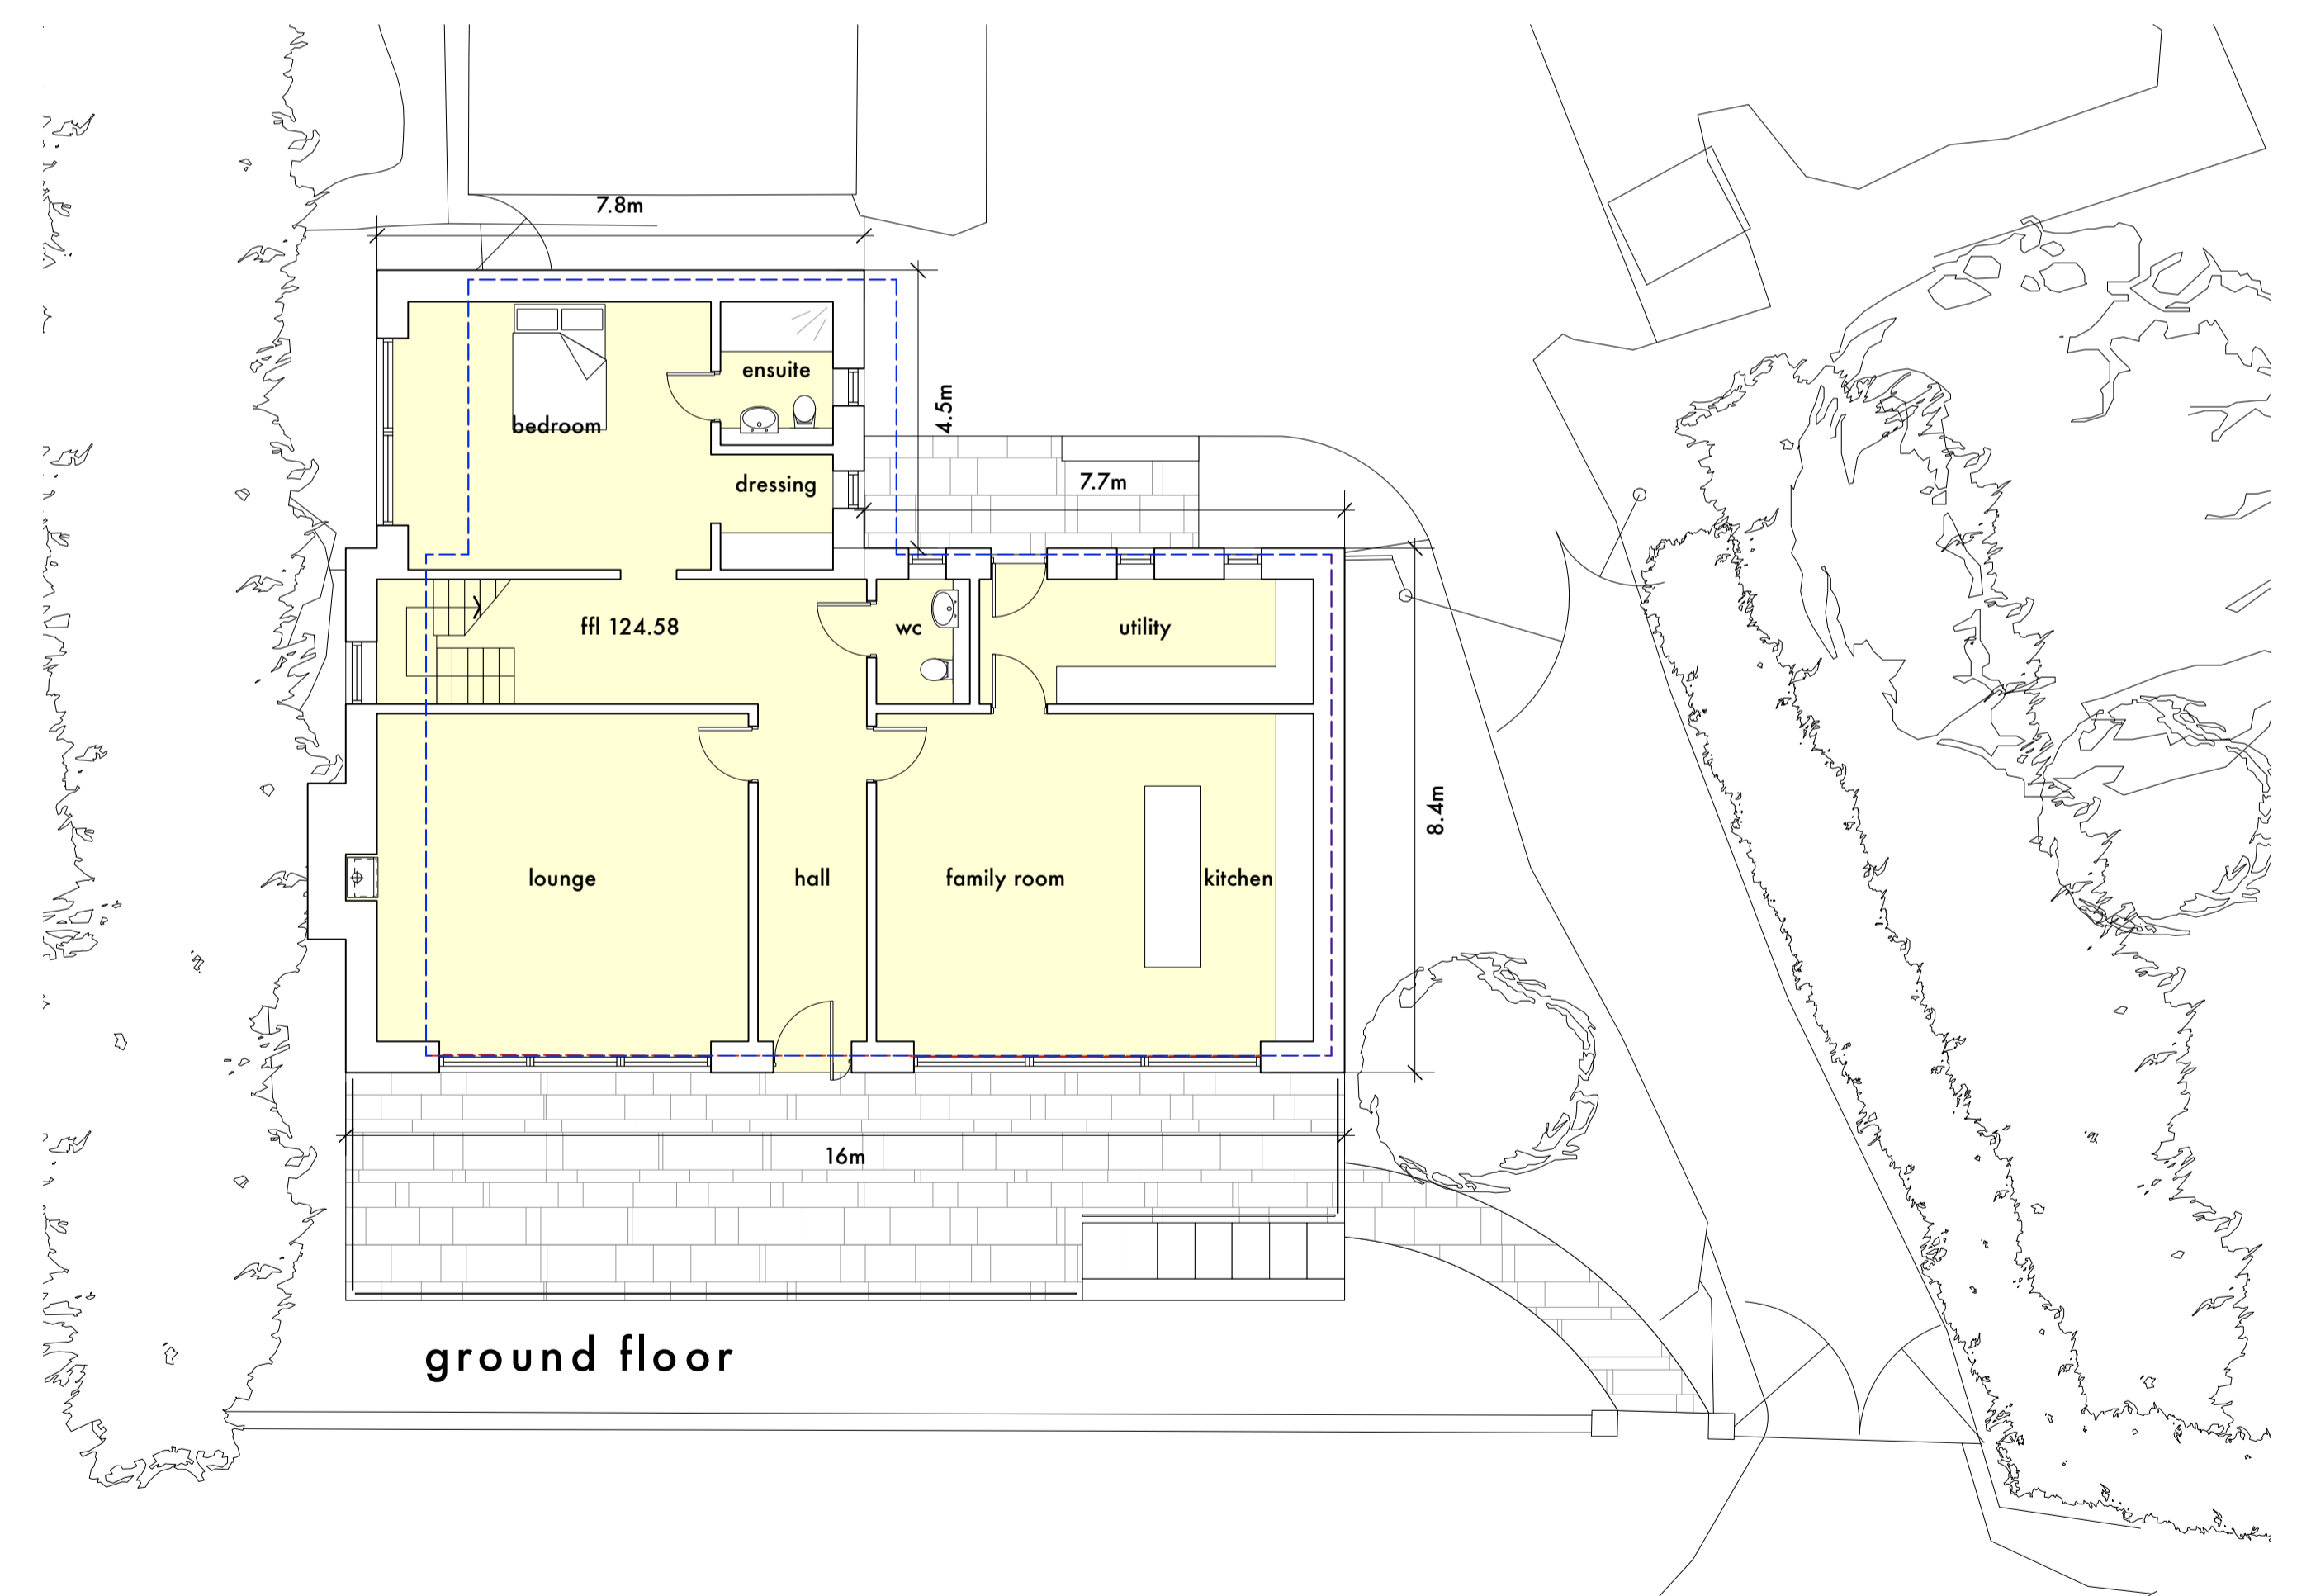 7.8m
ensuite
4.5m
bedroom
dressing
7.7m
ffl 124.58
wc
utility
8.4m
lounge
hall
family room
kitchen
16m
ground floor